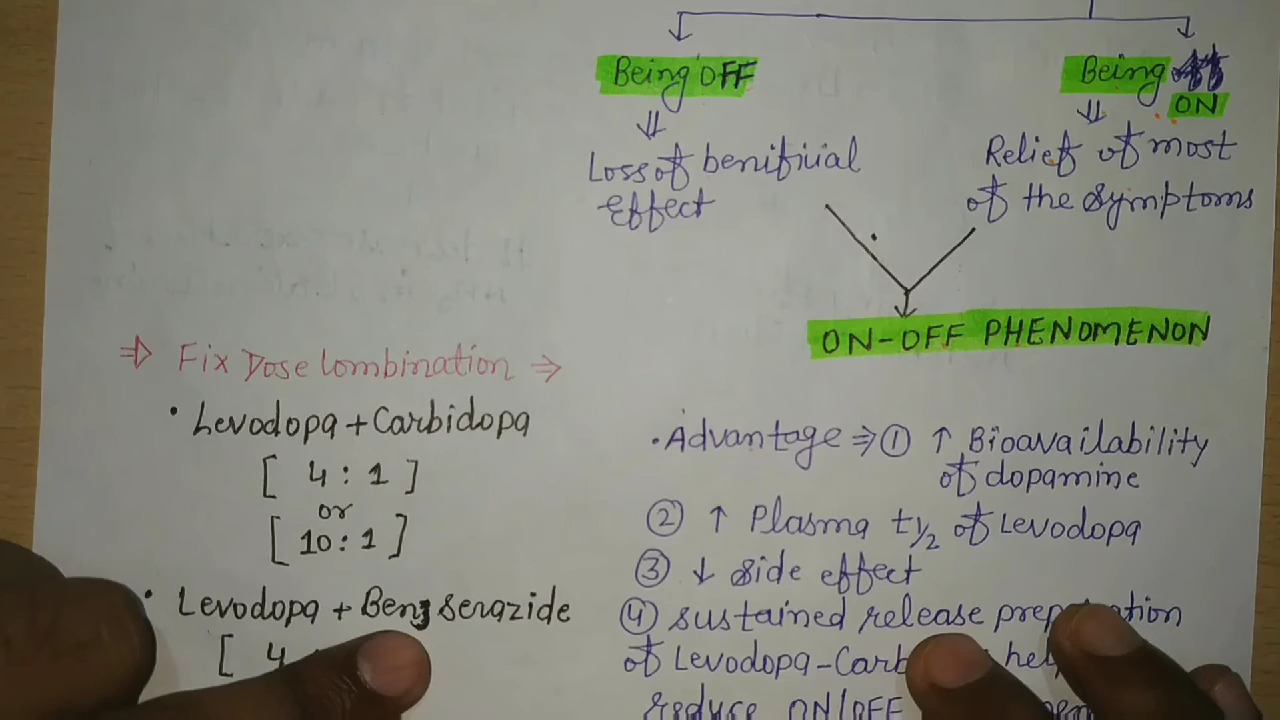 Being OFF
Being
ON
Loss of benificial
Effect
Relief of most
of the symptoms
ON-OFF PHENOMENON
⇒ Fix Dose Combination ⇒
• Levodopa + Carbidopa
[ 4 : 1 ]
or
[ 10 : 1 ]
• Levodopa + Benserazide
[ 4
• Advantage ⇒ ① ↑ Bioavailability
of dopamine
② ↑ Plasma t½ of Levodopa
③ ↓ side effect
④ sustained release
of Levodopa-
reduce ON/OFF